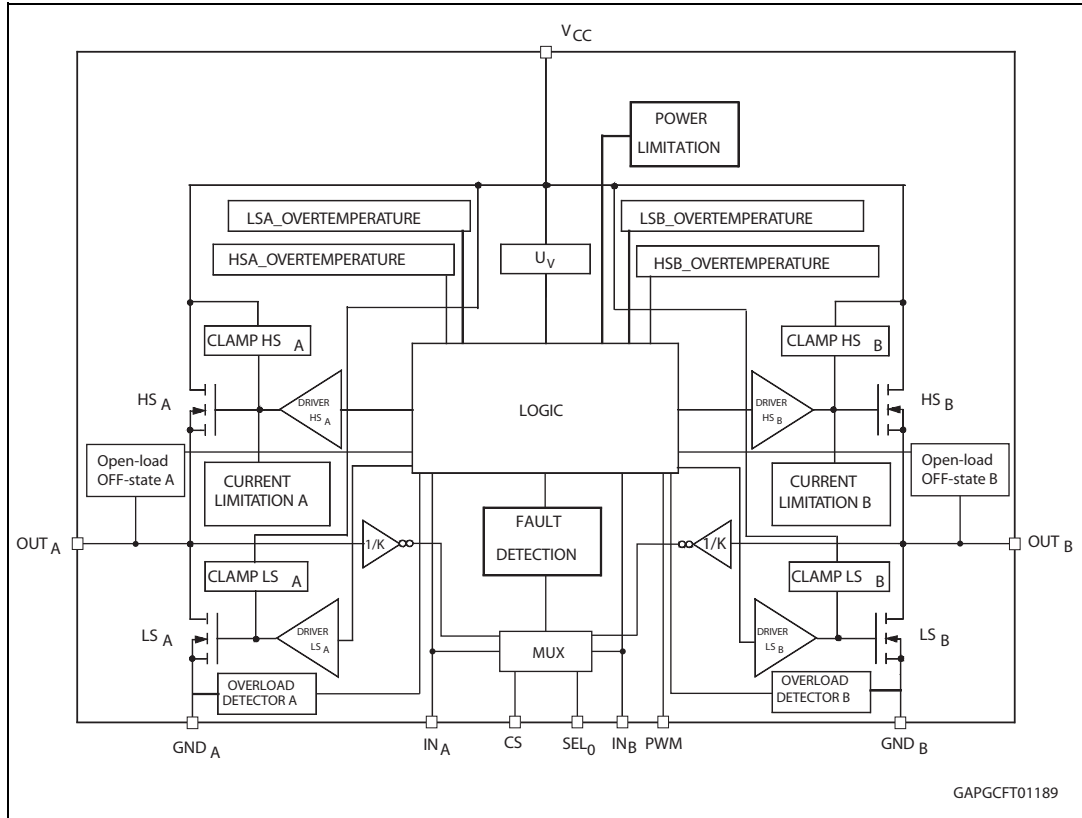 VCC
POWER
LIMITATION
LSA_OVERTEMPERATURE
LSB_OVERTEMPERATURE
HSA_OVERTEMPERATURE
UV
HSB_OVERTEMPERATURE
CLAMP HS A
CLAMP HS B
HS A
DRIVER
HS A
LOGIC
DRIVER
HS B
HS B
Open-load
OFF-state A
CURRENT
LIMITATION A
CURRENT
LIMITATION B
Open-load
OFF-state B
FAULT
DETECTION
OUT A
1/K
1/K
OUT B
CLAMP LS A
CLAMP LS B
LS A
DRIVER
LS A
MUX
DRIVER
LS B
LS B
OVERLOAD
DETECTOR A
OVERLOAD
DETECTOR B
GND A
INA
CS
SEL0
INB
PWM
GND B
GAPGCFT01189